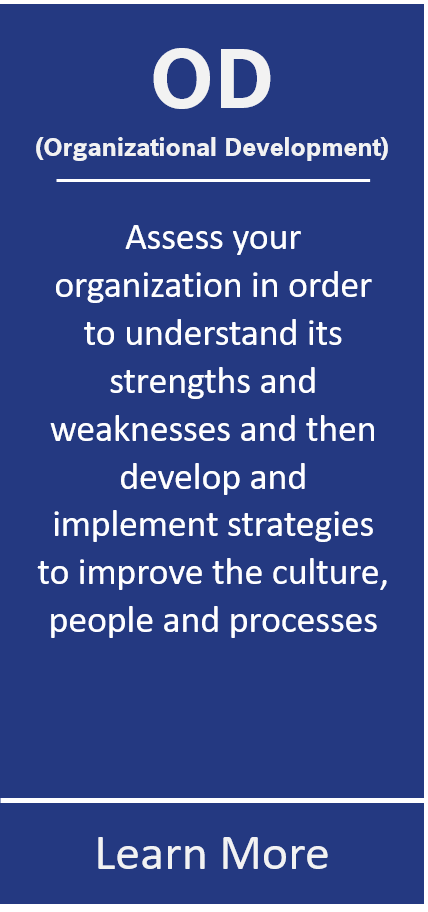 OD
(Organizational Development)
Assess your
organization in order
to understand its
strengths and
weaknesses and then
develop and
implement strategies
to improve the culture,
people and processes
Learn More